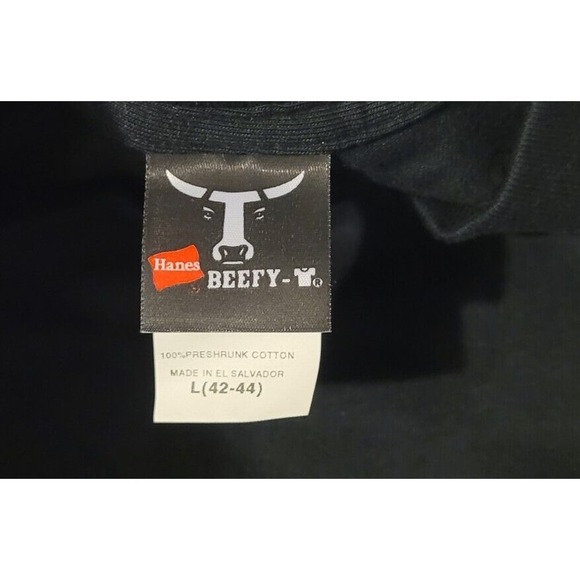 Hanes
BEEFY-
®
100%PRESHRUNK COTTON
MADE IN EL SALVADOR
L(42-44)